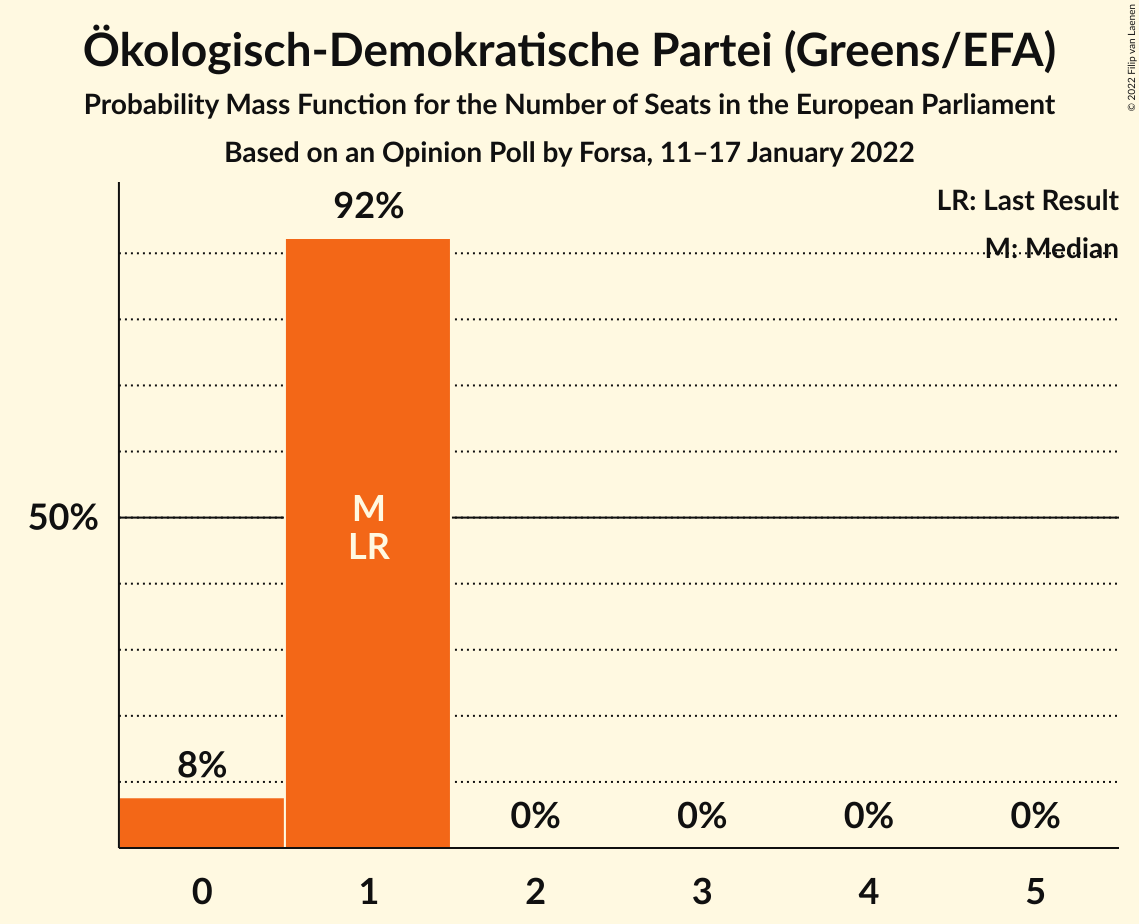 Ökologisch-Demokratische Partei (Greens/EFA)
Probability Mass Function for the Number of Seats in the European Parliament
Based on an Opinion Poll by Forsa, 11–17 January 2022
© 2022 Filip van Laenen
LR: Last Result
M: Median
92%
50%
M
LR
8%
0%
0%
0%
0%
0
1
2
3
4
5